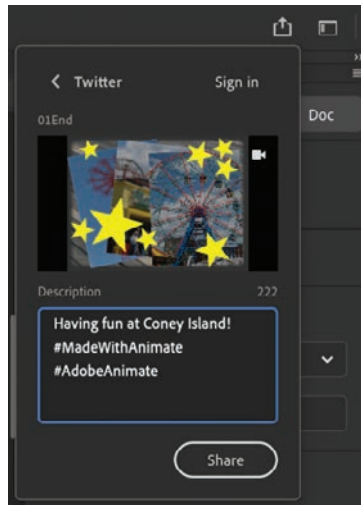 Twitter
Sign in
Doc
01End
Description
222
Having fun at Coney Island!
#MadeWithAnimate
#AdobeAnimate
Share